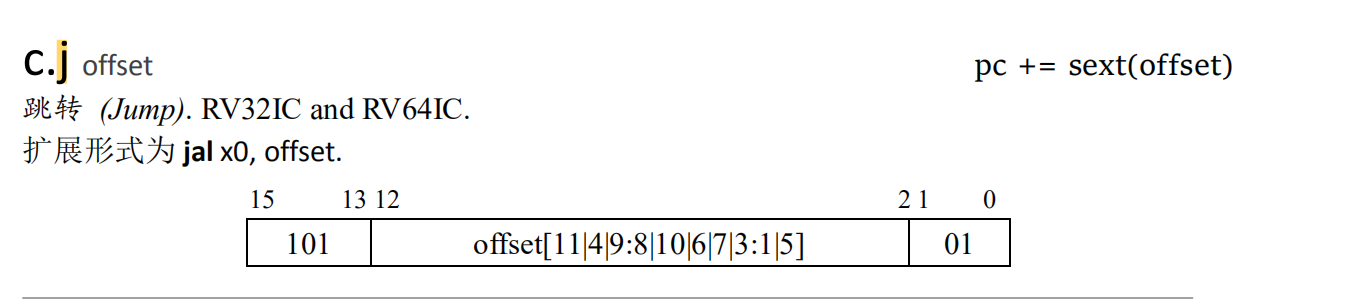 c.j offset pc += sext(offset)
跳转 (Jump). RV32IC and RV64IC.
扩展形式为 jal x0, offset.
15 13 12 2 1 0
101 offset[11|4|9:8|10|6|7|3:1|5] 01